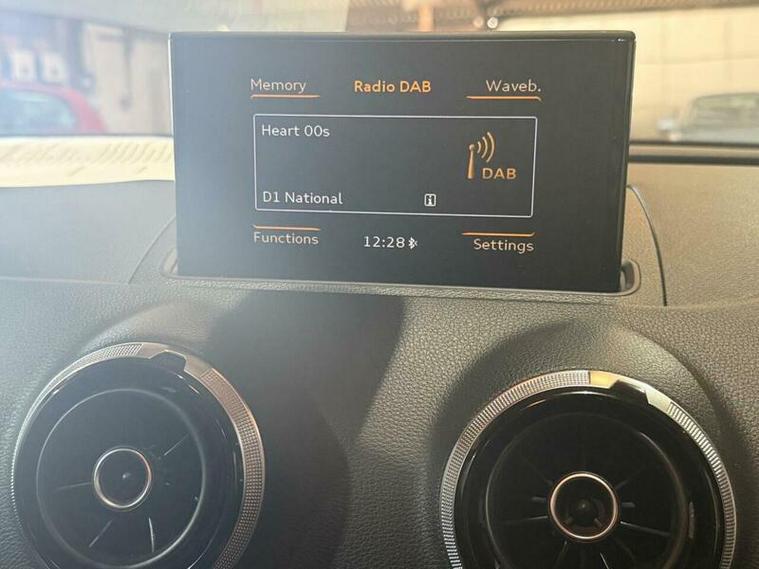 Memory Radio DAB Waveb.
Heart 00s
DAB
D1 National i
Functions 12:28 Settings